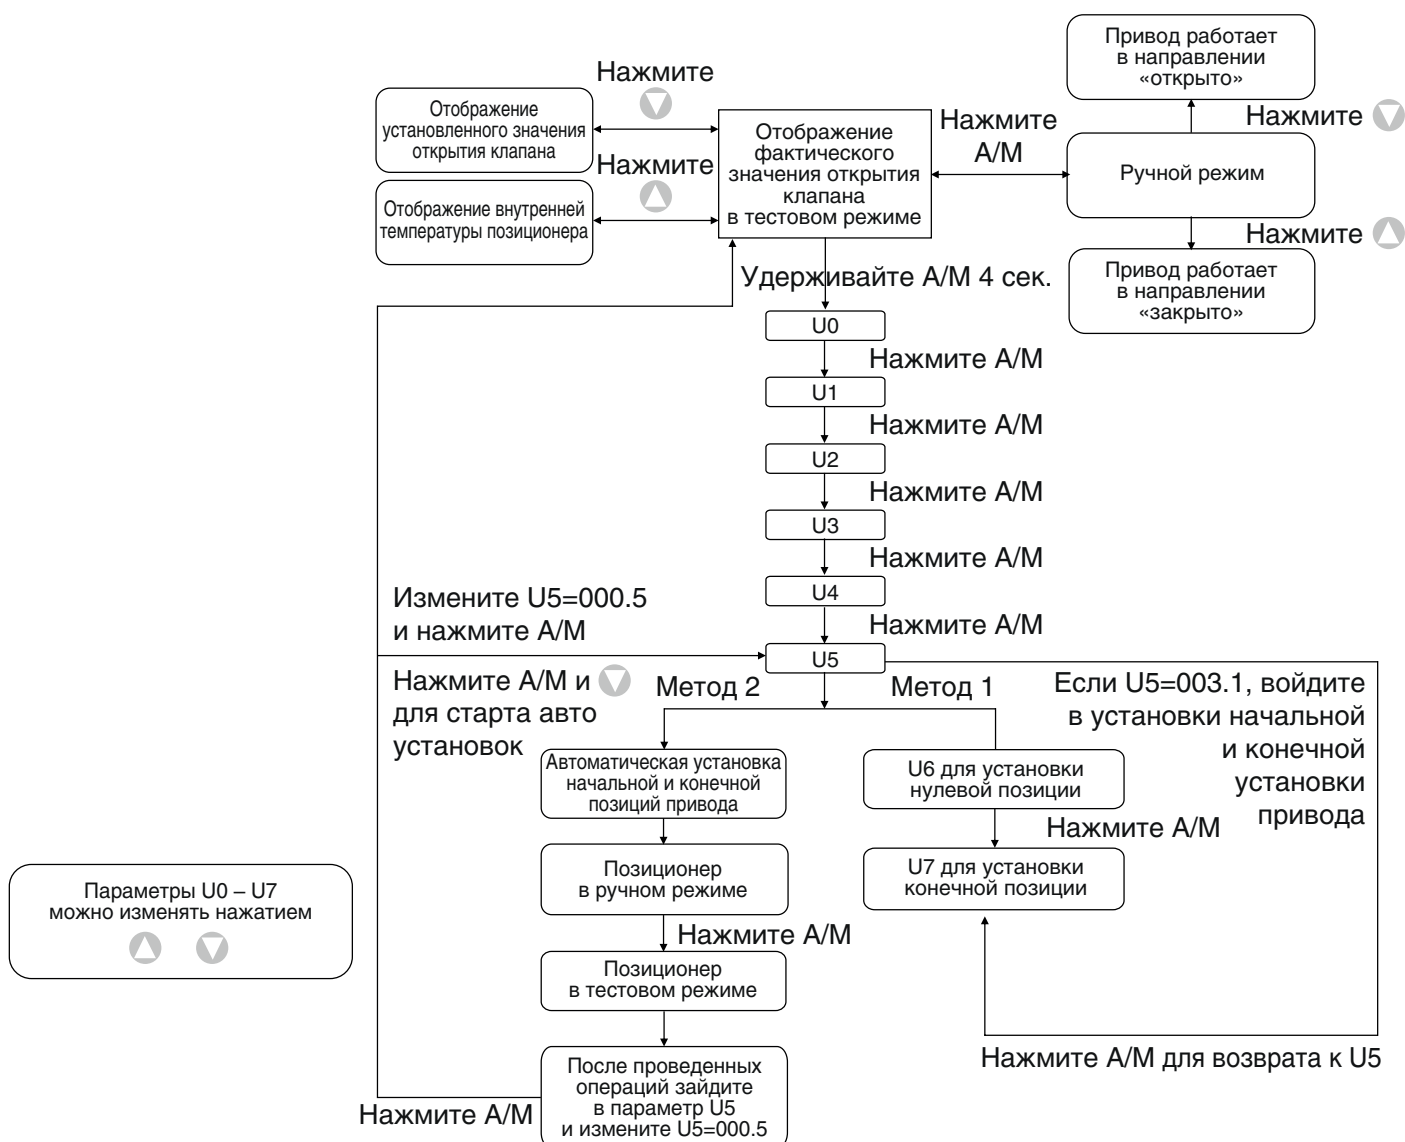 Привод работает
в направлении
«открыто»
Нажмите
Отображение
установленного значения
открытия клапана
Нажмите
Отображение внутренней
температуры позиционера
Отображение
фактического
значения открытия
клапана
в тестовом режиме
Нажмите
А/М
Нажмите
Ручной режим
Нажмите
Привод работает
в направлении
«закрыто»
Удерживайте А/М 4 сек.
U0
Нажмите А/М
U1
Нажмите А/М
U2
Нажмите А/М
U3
Нажмите А/М
U4
Нажмите А/М
Измените U5=000.5
и нажмите А/М
U5
Нажмите А/М и
для старта авто
установок
Метод 2
Метод 1
Если U5=003.1, войдите
в установки начальной
и конечной
установки
привода
Автоматическая установка
начальной и конечной
позиций привода
U6 для установки
нулевой позиции
Нажмите А/М
Позиционер
в ручном режиме
U7 для установки
конечной позиции
Параметры U0 – U7
можно изменять нажатием
Нажмите А/М
Позиционер
в тестовом режиме
Нажмите А/М для возврата к U5
После проведенных
операций зайдите
в параметр U5
и измените U5=000.5
Нажмите А/М